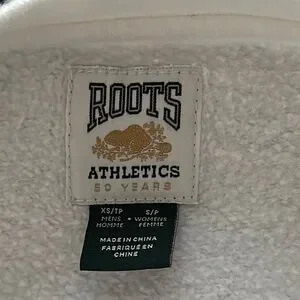 ROOTS
ATHLETICS
50 YEARS
XS/TP • S/P
MENS WOMENS
HOMME FEMME
MADE IN CHINA
FABRIQUÉ EN
CHINE